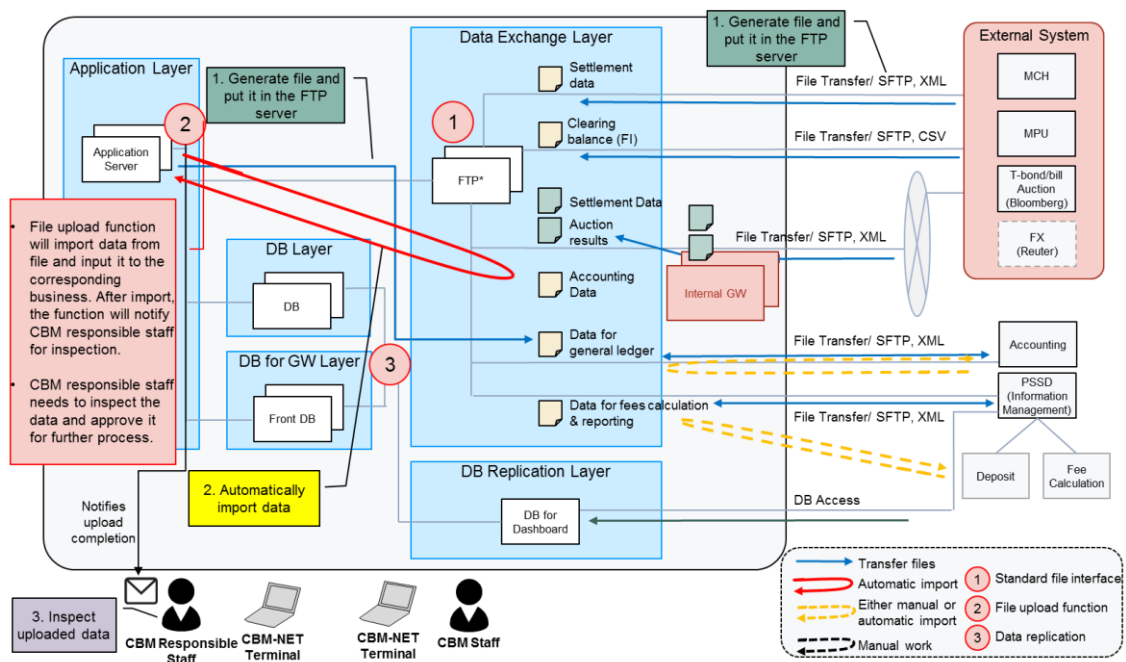 1. Generate file and
put it in the FTP
server
Data Exchange Layer
External System
Application Layer
1. Generate file and
put it in the FTP
server
Settlement
data
File Transfer/ SFTP, XML
MCH
2
1
Application
Server
Clearing
balance (FI)
File Transfer/ SFTP, CSV
MPU
FTP*
T-bond/bill
Auction
(Bloomberg)
Settlement Data
Auction
results
File Transfer/ SFTP, XML
FX
(Reuter)
• File upload function
will import data from
file and input it to the
corresponding
business. After import,
the function will notify
CBM responsible staff
for inspection.
• CBM responsible staff
needs to inspect the
data and approve it
for further process.
DB Layer
DB
Accounting
Data
Internal GW
Data for
general ledger
File Transfer/ SFTP, XML
Accounting
DB for GW Layer
3
Front DB
PSSD
(Information
Management)
Data for fees calculation
& reporting
File Transfer/ SFTP, XML
Deposit
Fee
Calculation
DB Replication Layer
2. Automatically
import data
DB Access
DB for
Dashboard
Notifies
upload
completion
3. Inspect
uploaded data
CBM Responsible
Staff
CBM-NET
Terminal
CBM-NET
Terminal
CBM Staff
Transfer files
Automatic import
Either manual or
automatic import
Manual work
1 Standard file interface
2 File upload function
3 Data replication